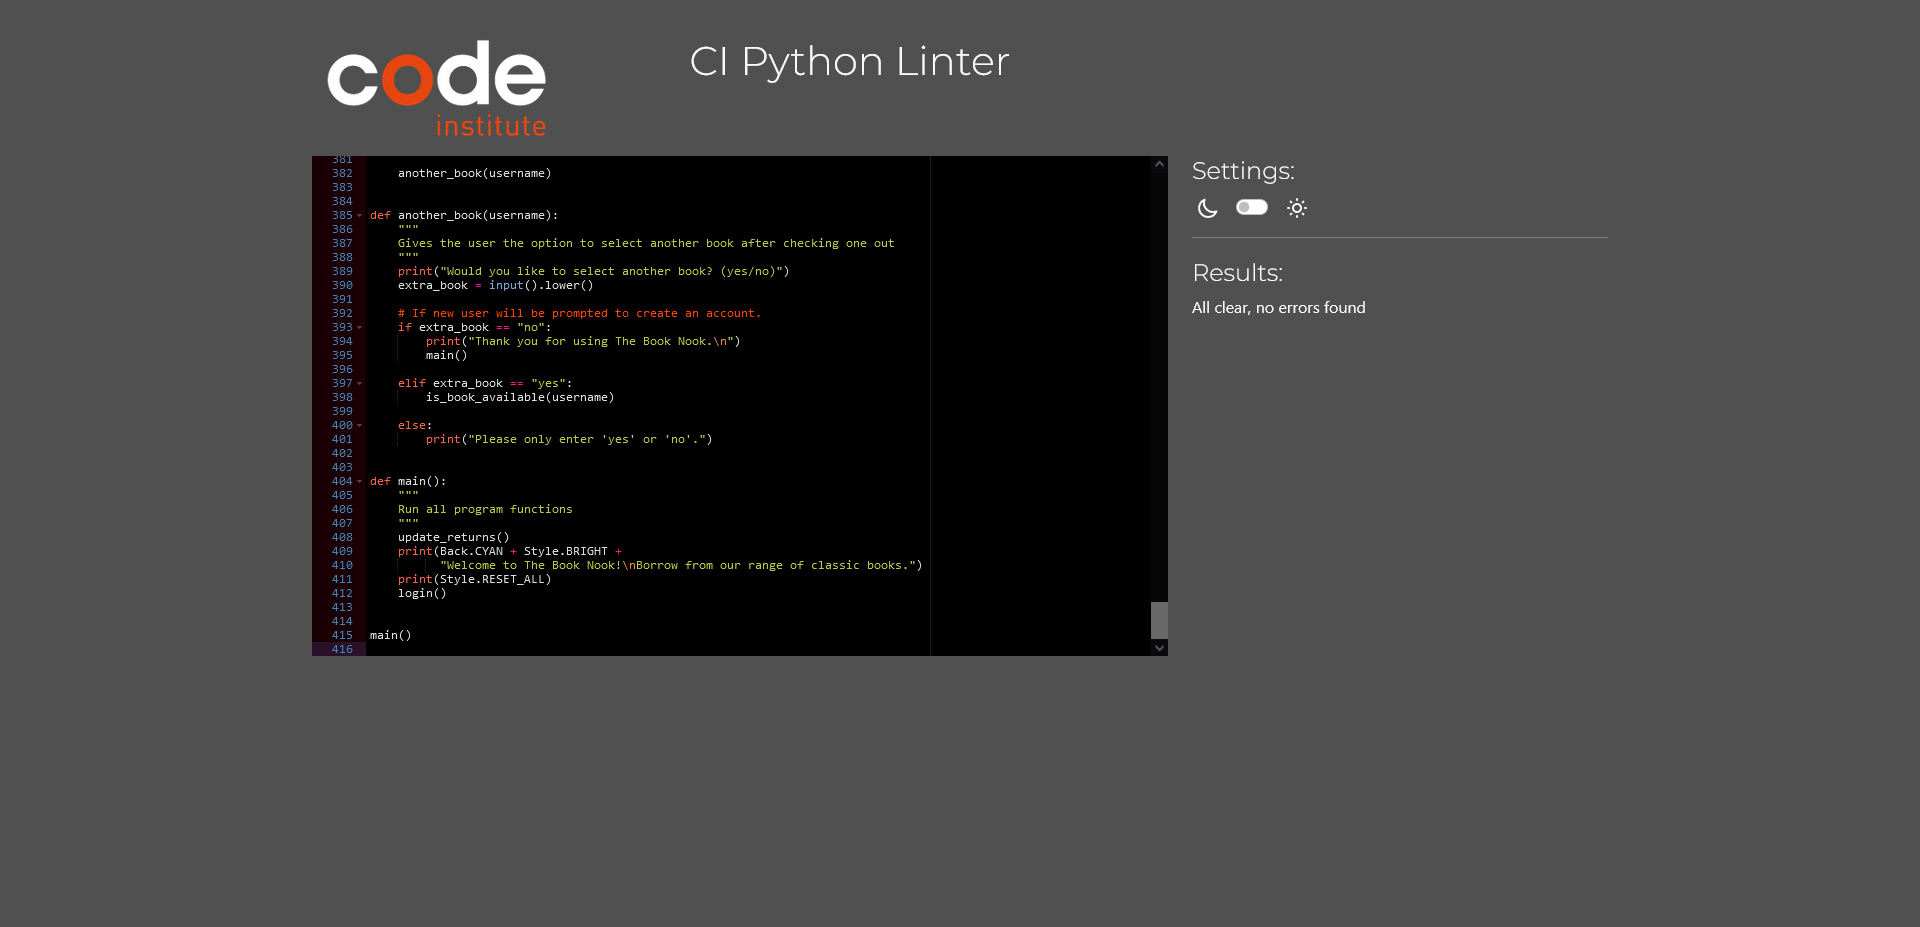 code
institute
CI Python Linter
381
382     another_book(username)
383
384
385 def another_book(username):
386     """
387     Gives the user the option to select another book after checking one out
388     """
389     print("Would you like to select another book? (yes/no)")
390     extra_book = input().lower()
391
392     # If new user will be prompted to create an account.
393     if extra_book == "no":
394         print("Thank you for using The Book Nook.\n")
395         main()
396
397     elif extra_book == "yes":
398         is_book_available(username)
399
400     else:
401         print("Please only enter 'yes' or 'no'.")
402
403
404 def main():
405     """
406     Run all program functions
407     """
408     update_returns()
409     print(Back.CYAN + Style.BRIGHT +
410           "Welcome to The Book Nook!\nBorrow from our range of classic books.")
411     print(Style.RESET_ALL)
412     login()
413
414
415 main()
416
Settings:
Results:
All clear, no errors found